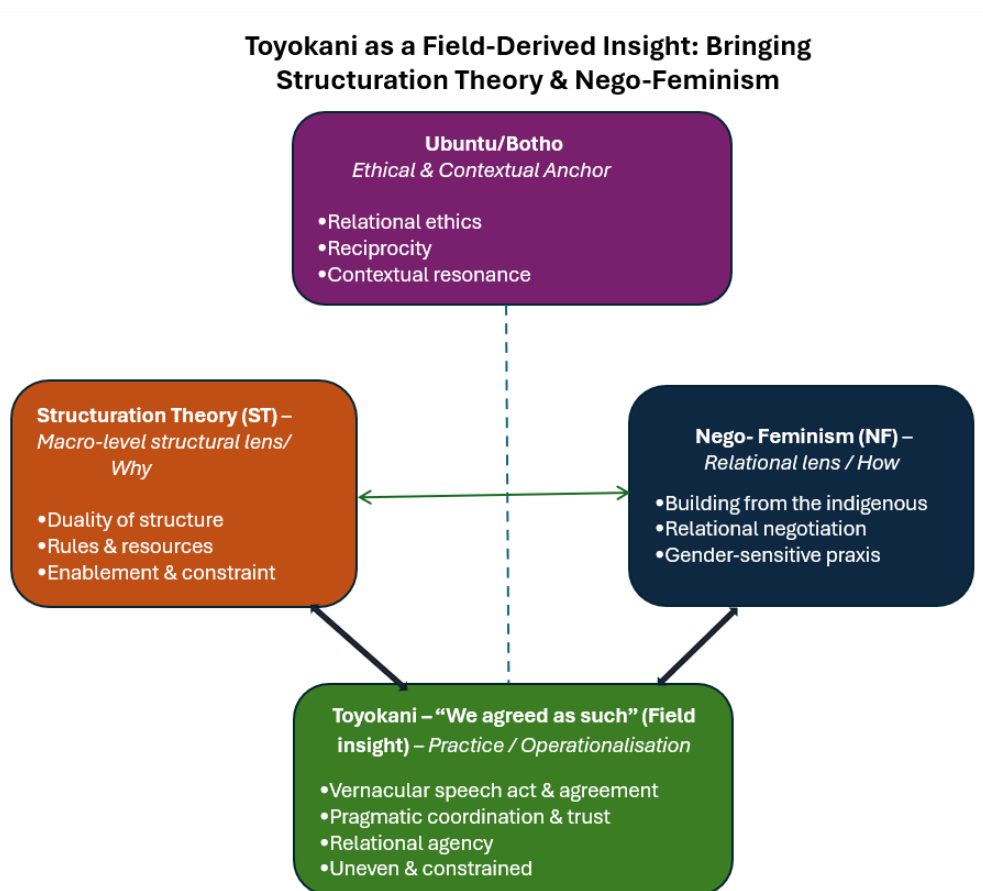 Toyokani as a Field-Derived Insight: Bringing
Structuration Theory & Nego-Feminism
Ubuntu/Botho
Ethical & Contextual Anchor
•Relational ethics
•Reciprocity
•Contextual resonance
Structuration Theory (ST) –
Macro-level structural lens/
Why
•Duality of structure
•Rules & resources
•Enablement & constraint
Nego- Feminism (NF) –
Relational lens / How
•Building from the indigenous
•Relational negotiation
•Gender-sensitive praxis
Toyokani – “We agreed as such” (Field
insight) – Practice / Operationalisation
•Vernacular speech act & agreement
•Pragmatic coordination & trust
•Relational agency
•Uneven & constrained